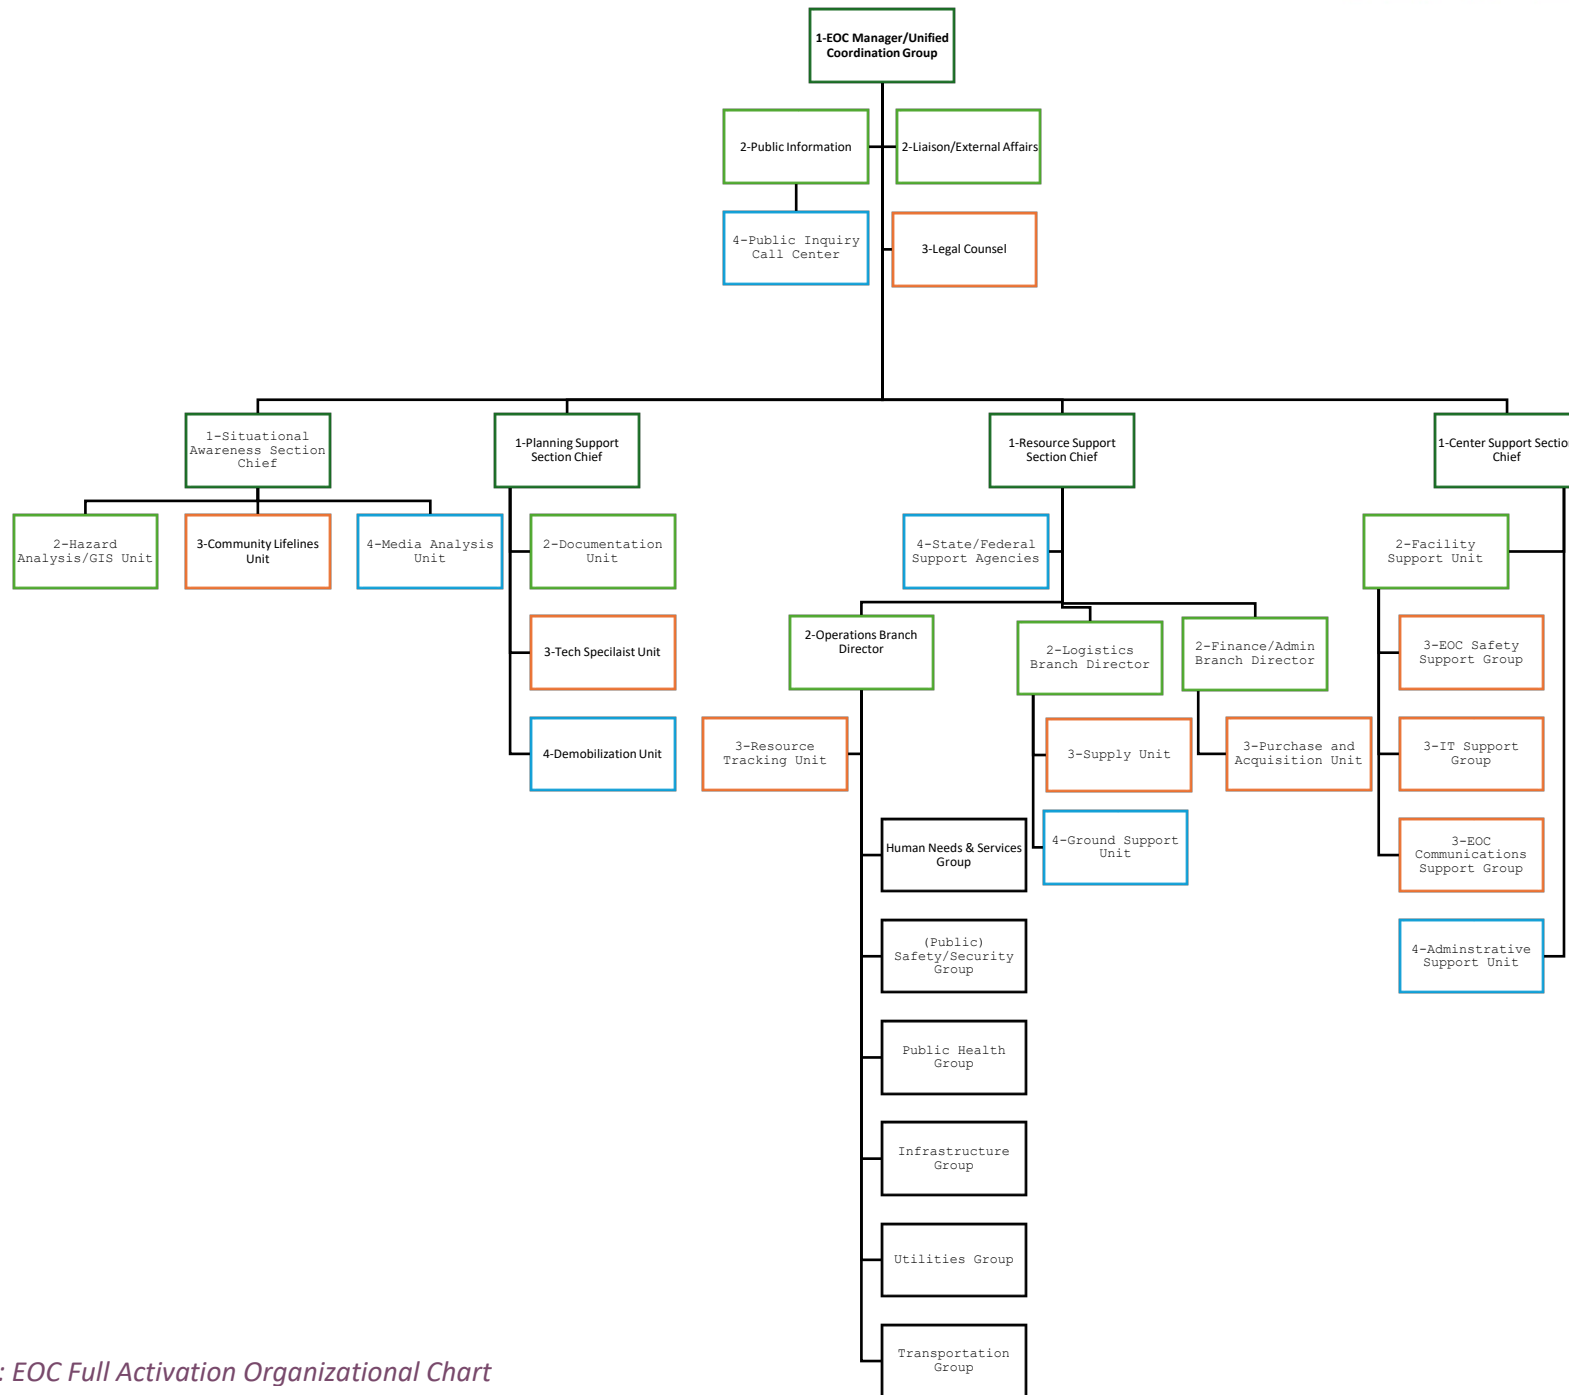 1-EOC Manager/Unified
Coordination Group
2-Public Information
2-Liaison/External Affairs
4-Public Inquiry
Call Center
3-Legal Counsel
1-Situational
Awareness Section
Chief
1-Planning Support
Section Chief
1-Resource Support
Section Chief
1-Center Support Section
Chief
2-Hazard
Analysis/GIS Unit
3-Community Lifelines
Unit
4-Media Analysis
Unit
2-Documentation
Unit
4-State/Federal
Support Agencies
2-Facility
Support Unit
3-Tech Specilaist Unit
2-Operations Branch
Director
2-Logistics
Branch Director
2-Finance/Admin
Branch Director
3-EOC Safety
Support Group
4-Demobilization Unit
3-Resource
Tracking Unit
3-Supply Unit
3-Purchase and
Acquisition Unit
3-IT Support
Group
Human Needs & Services
Group
4-Ground Support
Unit
3-EOC
Communications
Support Group
(Public)
Safety/Security
Group
4-Adminstrative
Support Unit
Public Health
Group
Infrastructure
Group
Utilities Group
Transportation
Group
: EOC Full Activation Organizational Chart